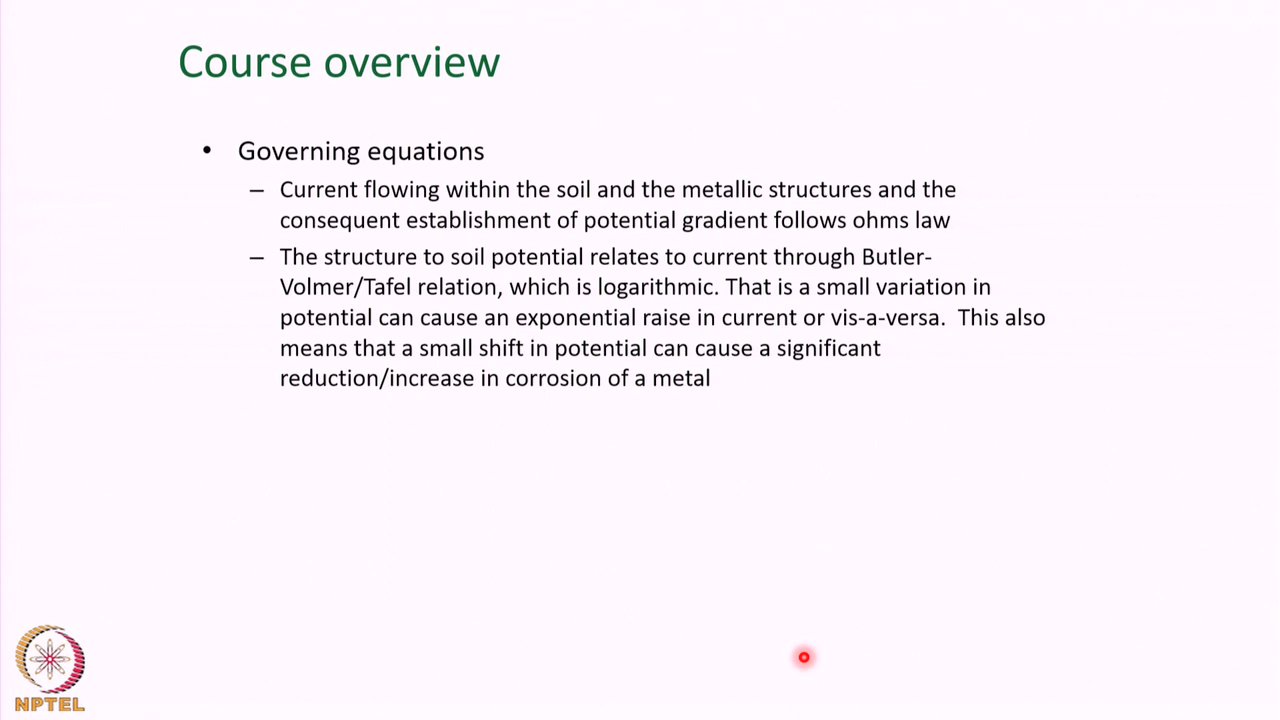 Course overview
• Governing equations
– Current flowing within the soil and the metallic structures and the
consequent establishment of potential gradient follows ohms law
– The structure to soil potential relates to current through Butler-
Volmer/Tafel relation, which is logarithmic. That is a small variation in
potential can cause an exponential raise in current or vis-a-versa.  This also
means that a small shift in potential can cause a significant
reduction/increase in corrosion of a metal
NPTEL